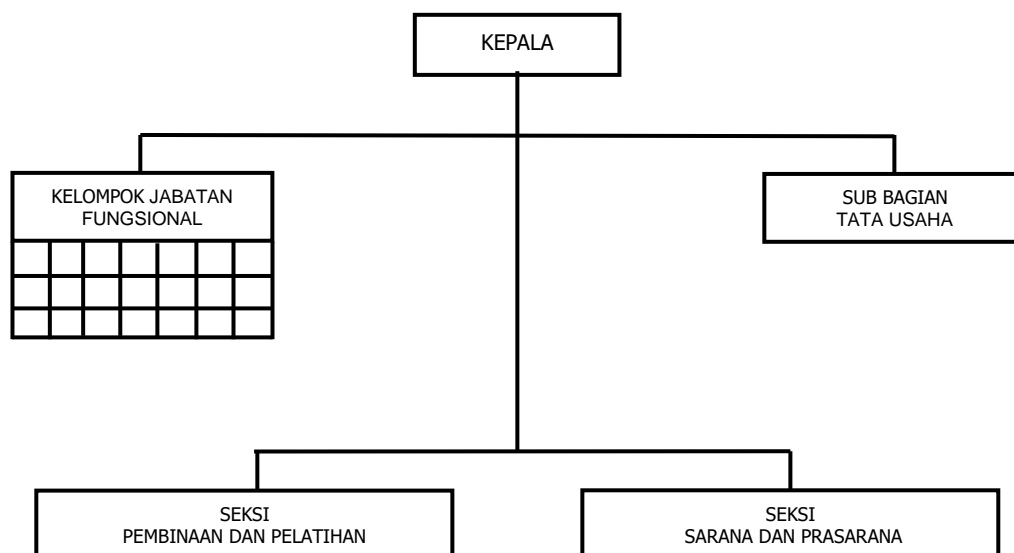 KEPALA
KELOMPOK JABATAN
FUNGSIONAL
SUB BAGIAN
TATA USAHA
SEKSI
PEMBINAAN DAN PELATIHAN
SEKSI
SARANA DAN PRASARANA